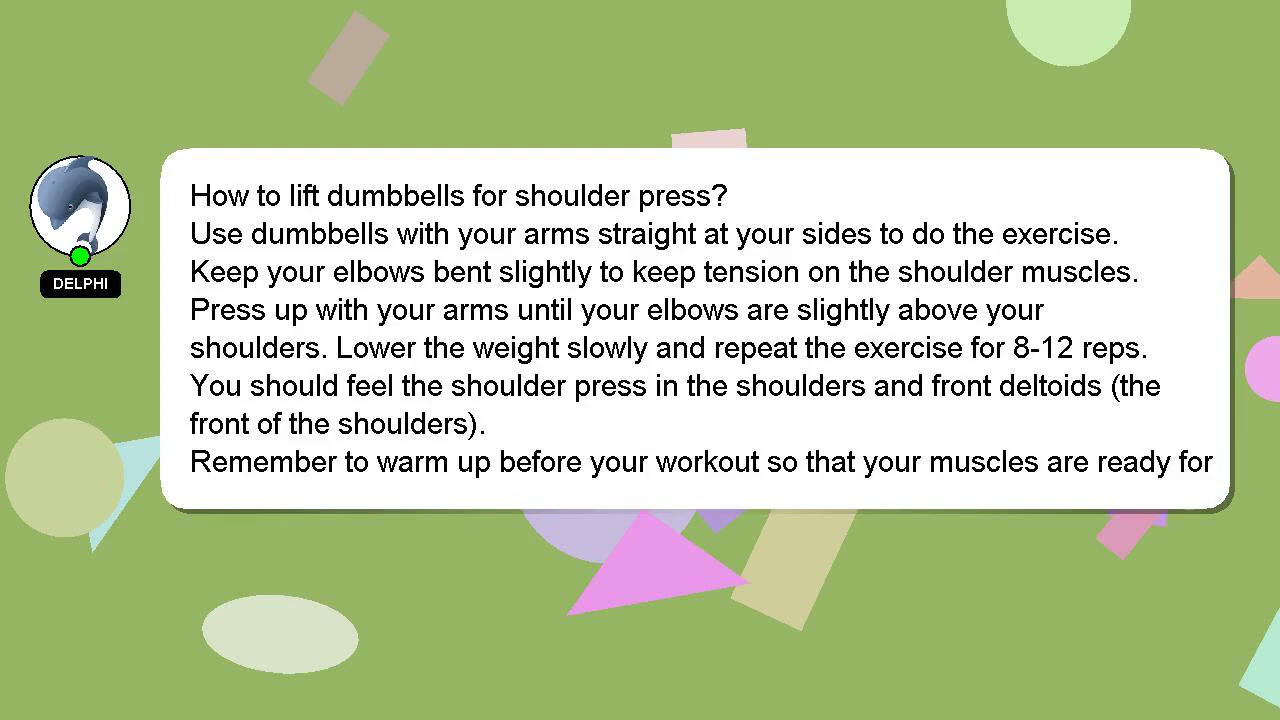 DELPHI
How to lift dumbbells for shoulder press?
Use dumbbells with your arms straight at your sides to do the exercise.
Keep your elbows bent slightly to keep tension on the shoulder muscles.
Press up with your arms until your elbows are slightly above your
shoulders. Lower the weight slowly and repeat the exercise for 8-12 reps.
You should feel the shoulder press in the shoulders and front deltoids (the
front of the shoulders).
Remember to warm up before your workout so that your muscles are ready for